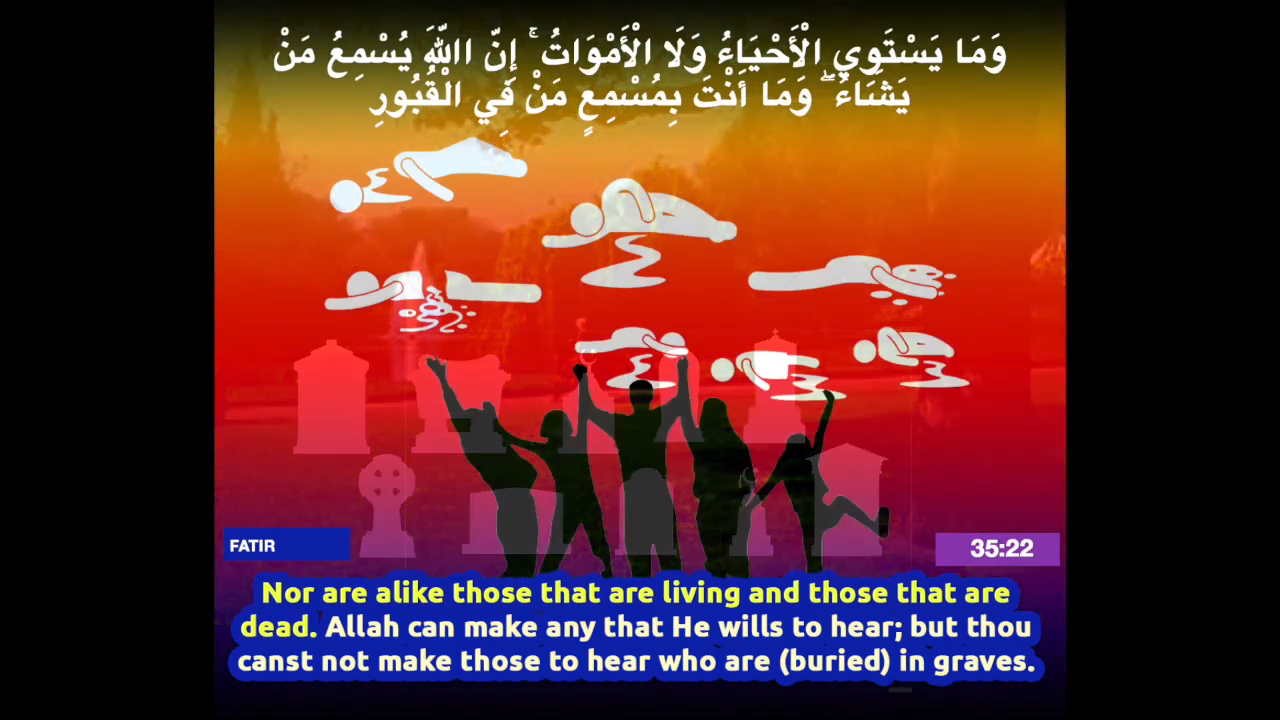 وَمَا يَسْتَوِي الْأَحْيَاءُ وَلَا الْأَمْوَاتُ ۚ إِنَّ اللَّهَ يُسْمِعُ مَنْ
يَشَاءُ ۖ وَمَا أَنْتَ بِمُسْمِعٍ مَنْ فِي الْقُبُورِ
FATIR
35:22
Nor are alike those that are living and those that are
dead. Allah can make any that He wills to hear; but thou
canst not make those to hear who are (buried) in graves.